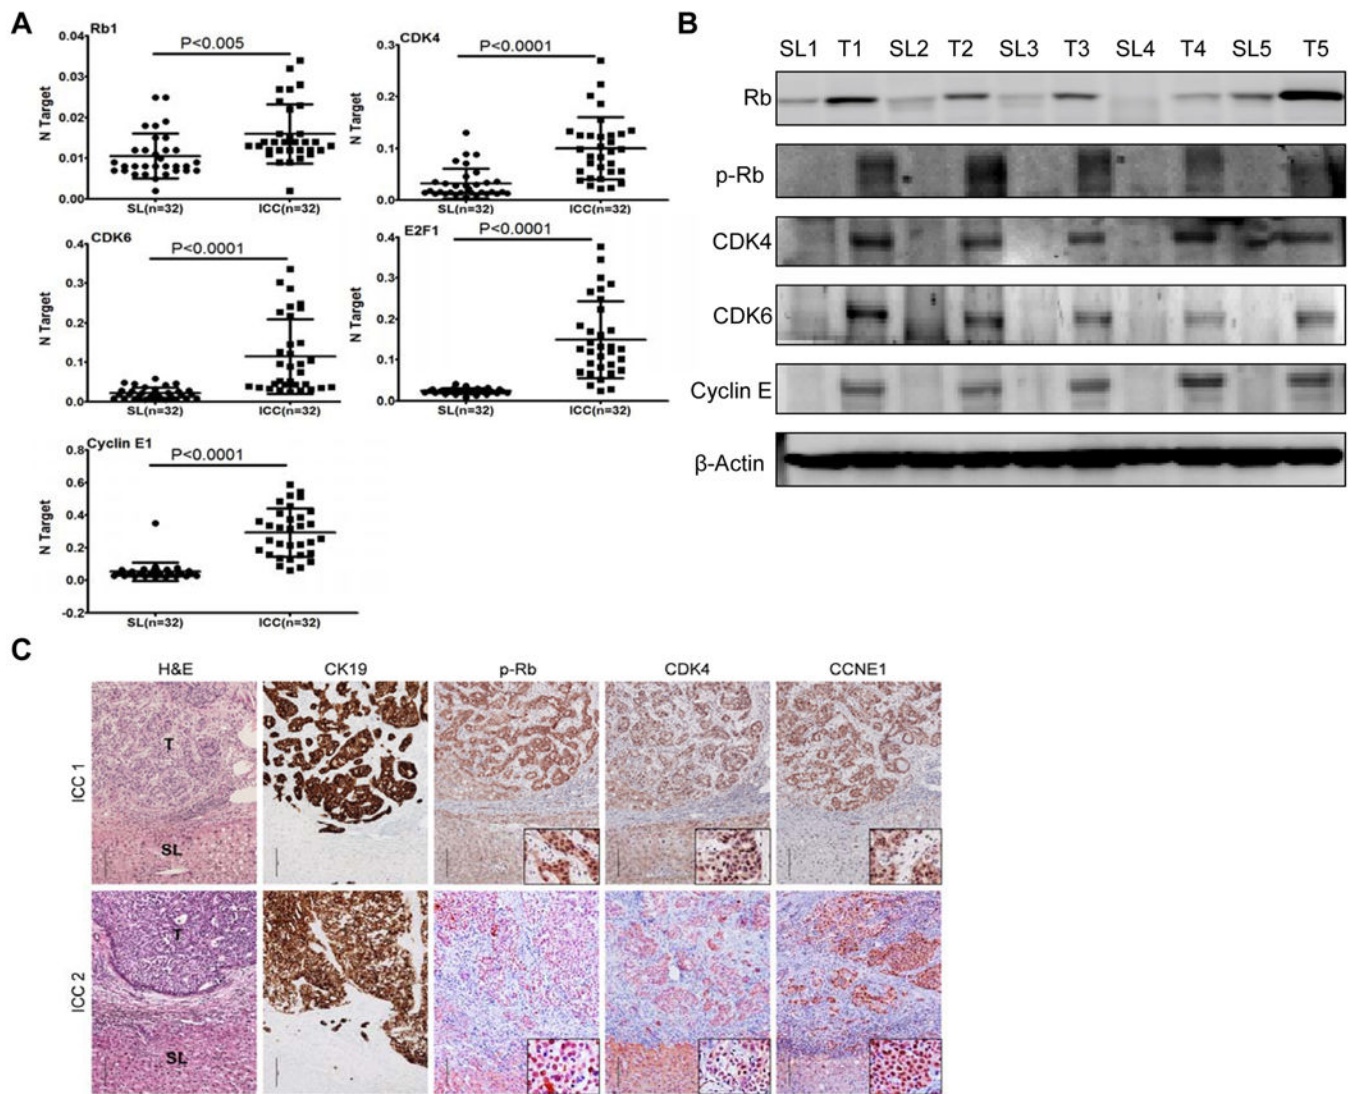 A
Rb1
P<0.005
N Target
0.04
0.03
0.02
0.01
0.00
SL(n=32) ICC(n=32)
CDK4
P<0.0001
N Target
0.3
0.2
0.1
0.0
SL(n=32) ICC(n=32)
CDK6
P<0.0001
N Target
0.4
0.3
0.2
0.1
0.0
SL(n=32) ICC(n=32)
E2F1
P<0.0001
N Target
0.4
0.3
0.2
0.1
0.0
SL(n=32) ICC(n=32)
Cyclin E1
P<0.0001
N Target
0.8
0.6
0.4
0.2
0.0
-0.2
SL(n=32) ICC(n=32)
B
SL1 T1 SL2 T2 SL3 T3 SL4 T4 SL5 T5
Rb
p-Rb
CDK4
CDK6
Cyclin E
β-Actin
C
H&E CK19 p-Rb CDK4 CCNE1
ICC 1
T
SL
ICC 2
T
SL